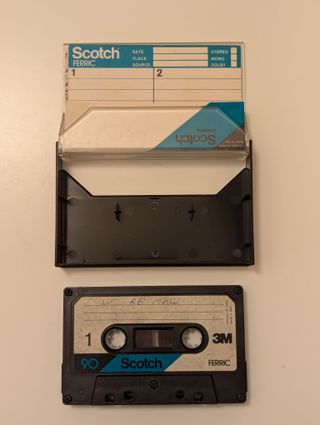 Scotch
FERRIC
DATE
PLACE
SOURCE
STEREO
MONO
DOLBY
1
2
Scotch
1
3M
90
Scotch
FERRIC